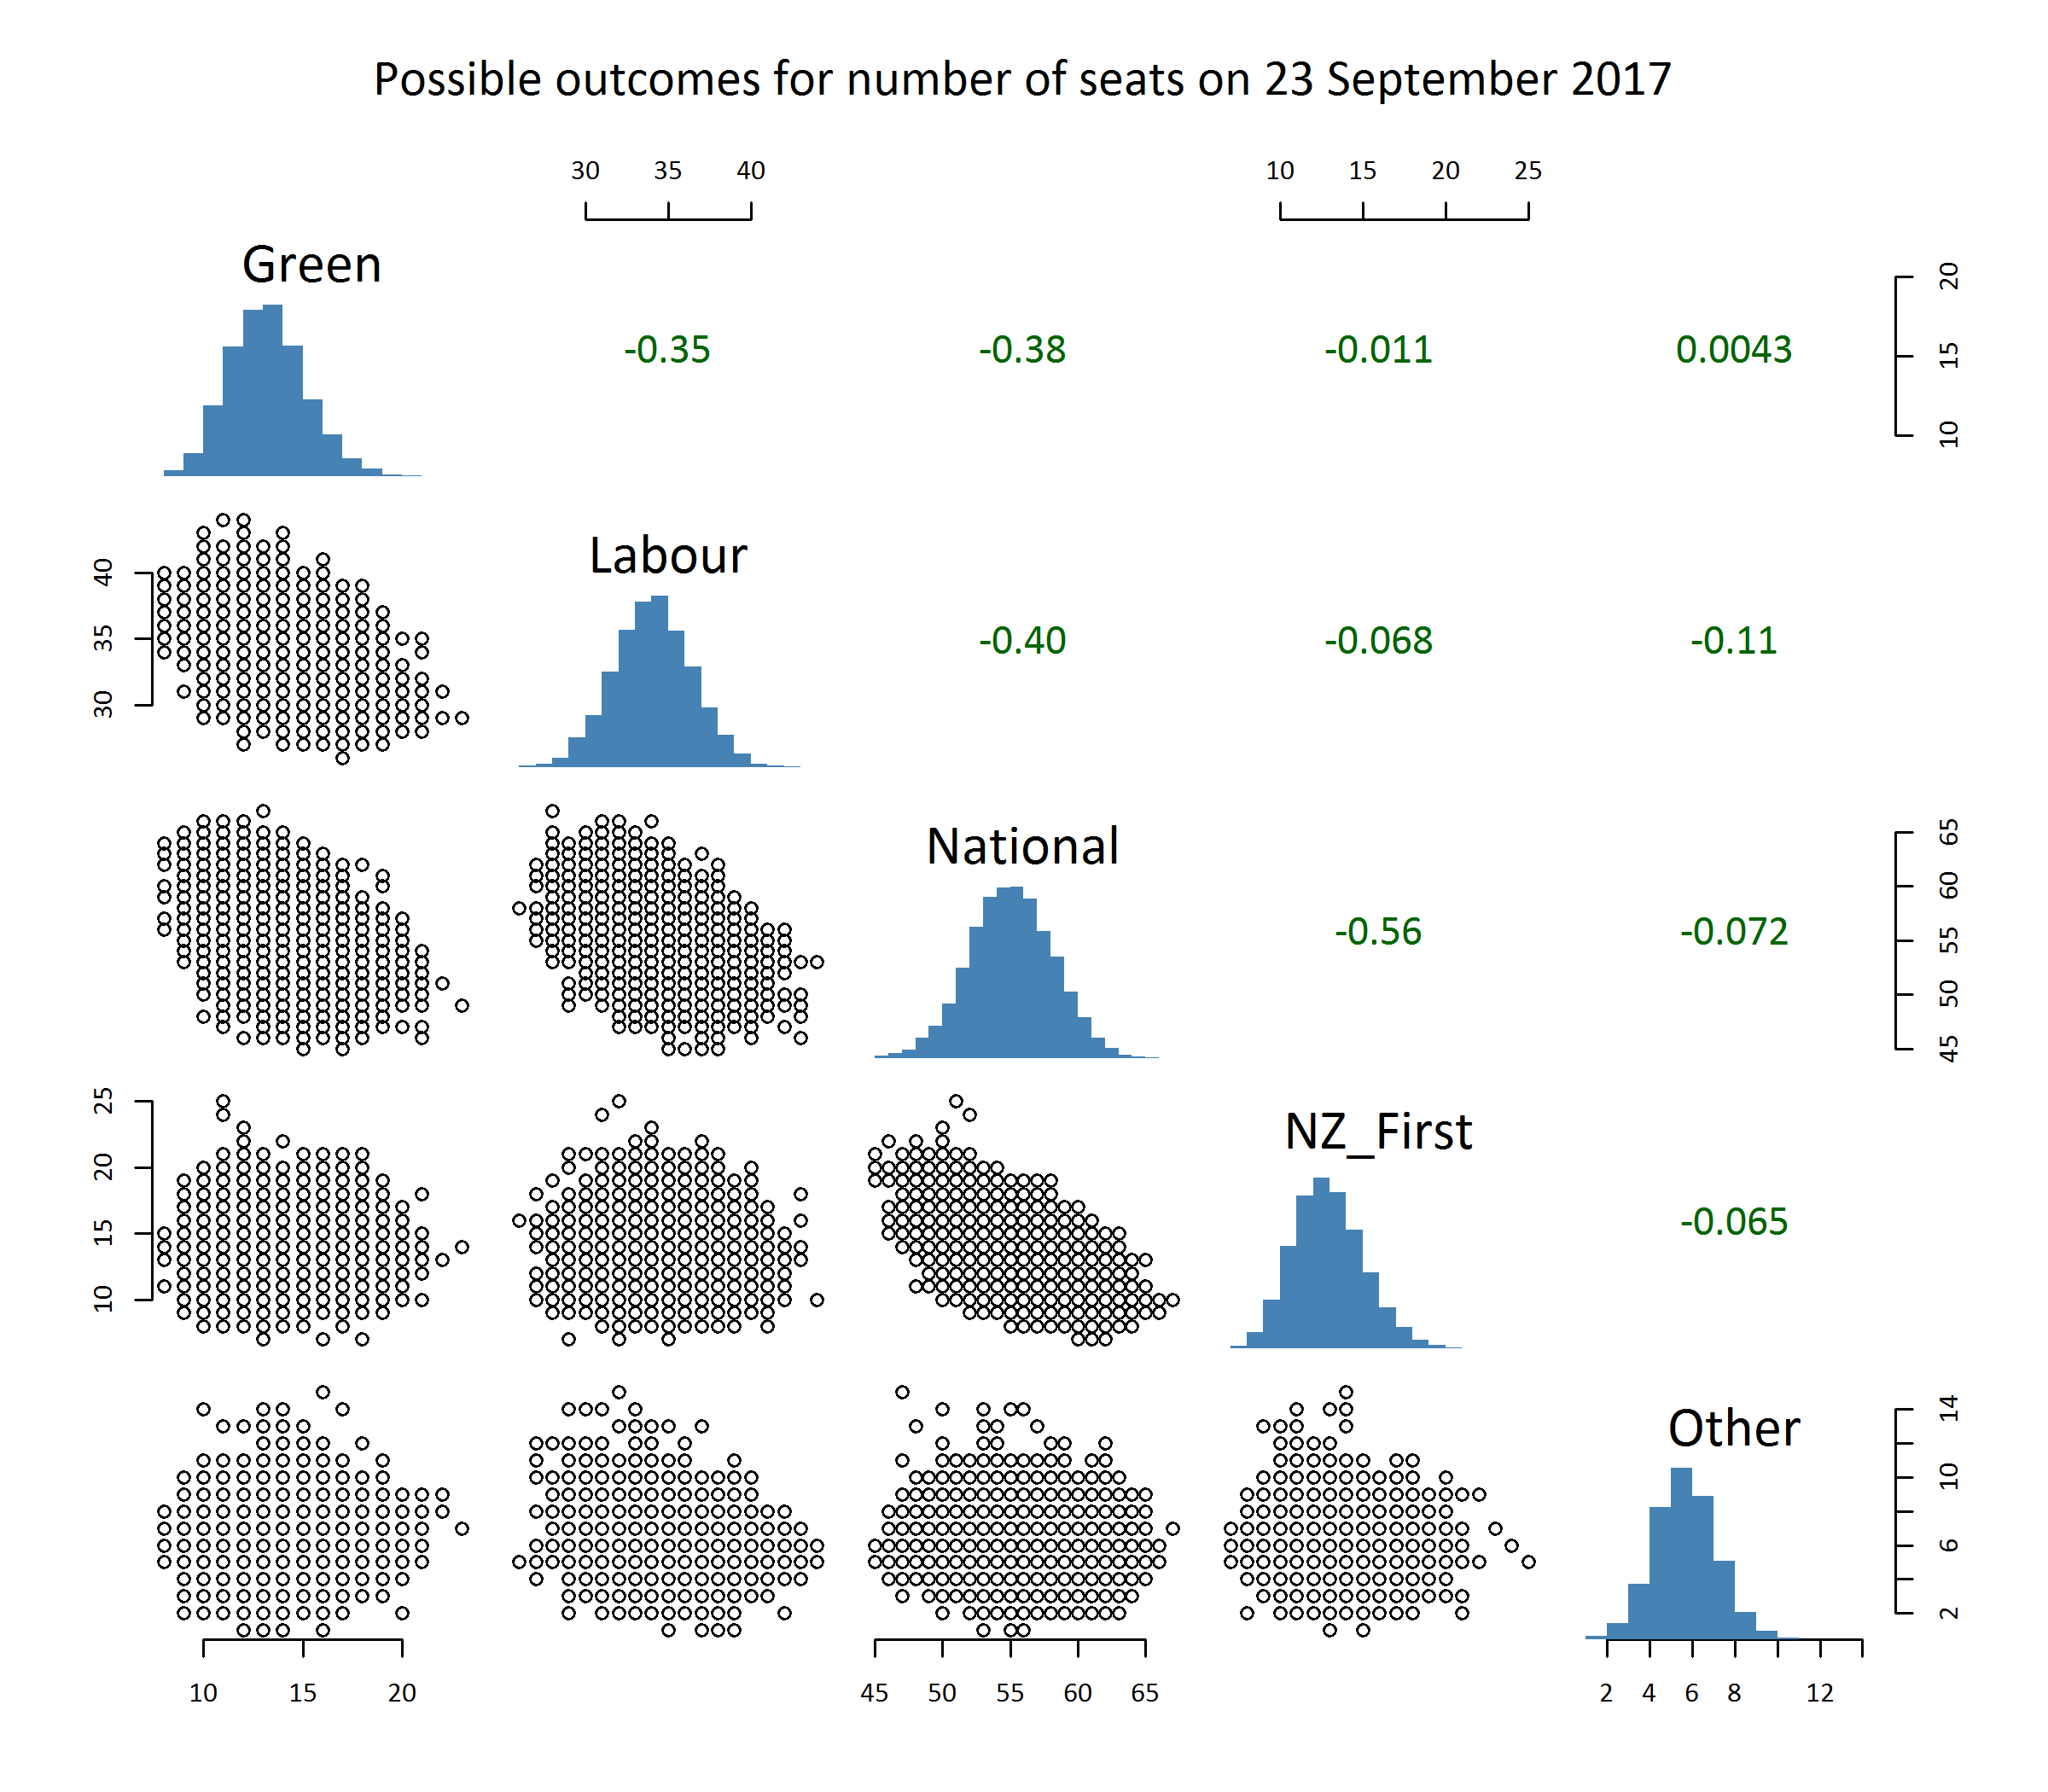 Possible outcomes for number of seats on 23 September 2017
30 35 40
10 15 20 25
Green
-0.35
-0.38
-0.011
0.0043
20
15
10
40
35
30
Labour
-0.40
-0.068
-0.11
National
-0.56
-0.072
65
60
55
50
45
25
20
15
10
NZ_First
-0.065
Other
14
10
6
2
10 15 20
45 50 55 60 65
2 4 6 8 12